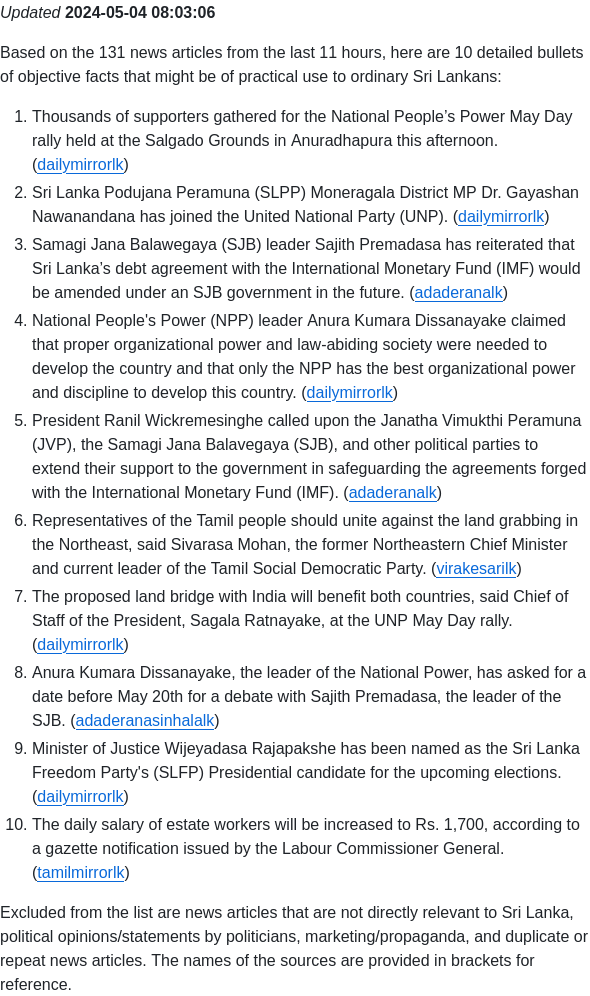 Updated 2024-05-04 08:03:06
Based on the 131 news articles from the last 11 hours, here are 10 detailed bullets
of objective facts that might be of practical use to ordinary Sri Lankans:
1. Thousands of supporters gathered for the National People’s Power May Day
rally held at the Salgado Grounds in Anuradhapura this afternoon.
(dailymirrorlk)
2. Sri Lanka Podujana Peramuna (SLPP) Moneragala District MP Dr. Gayashan
Nawanandana has joined the United National Party (UNP). (dailymirrorlk)
3. Samagi Jana Balawegaya (SJB) leader Sajith Premadasa has reiterated that
Sri Lanka’s debt agreement with the International Monetary Fund (IMF) would
be amended under an SJB government in the future. (adaderanalk)
4. National People's Power (NPP) leader Anura Kumara Dissanayake claimed
that proper organizational power and law-abiding society were needed to
develop the country and that only the NPP has the best organizational power
and discipline to develop this country. (dailymirrorlk)
5. President Ranil Wickremesinghe called upon the Janatha Vimukthi Peramuna
(JVP), the Samagi Jana Balavegaya (SJB), and other political parties to
extend their support to the government in safeguarding the agreements forged
with the International Monetary Fund (IMF). (adaderanalk)
6. Representatives of the Tamil people should unite against the land grabbing in
the Northeast, said Sivarasa Mohan, the former Northeastern Chief Minister
and current leader of the Tamil Social Democratic Party. (virakesarilk)
7. The proposed land bridge with India will benefit both countries, said Chief of
Staff of the President, Sagala Ratnayake, at the UNP May Day rally.
(dailymirrorlk)
8. Anura Kumara Dissanayake, the leader of the National Power, has asked for a
date before May 20th for a debate with Sajith Premadasa, the leader of the
SJB. (adaderanasinhalalk)
9. Minister of Justice Wijeyadasa Rajapakshe has been named as the Sri Lanka
Freedom Party's (SLFP) Presidential candidate for the upcoming elections.
(dailymirrorlk)
10. The daily salary of estate workers will be increased to Rs. 1,700, according to
a gazette notification issued by the Labour Commissioner General.
(tamilmirrorlk)
Excluded from the list are news articles that are not directly relevant to Sri Lanka,
political opinions/statements by politicians, marketing/propaganda, and duplicate or
repeat news articles. The names of the sources are provided in brackets for
reference.